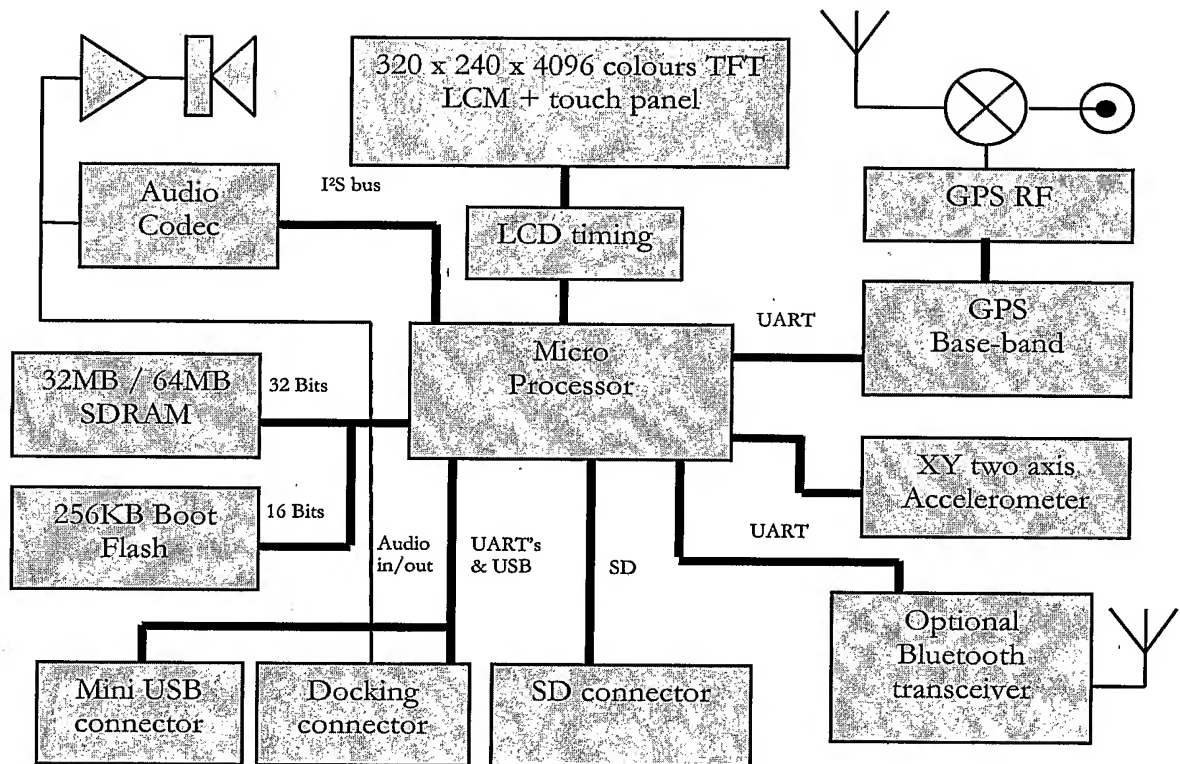 320 x 240 x 4096 colours TFT
LCM + touch panel
Audio
Codec
I²S bus
LCD timing
GPS RF
GPS
Base-band
UART
Micro
Processor
32MB / 64MB
SDRAM
32 Bits
XY two axis
Accelerometer
256KB Boot
Flash
16 Bits
Audio
in/out
UART's
& USB
SD
UART
Optional
Bluetooth
transceiver
Mini USB
connector
Docking
connector
SD connector